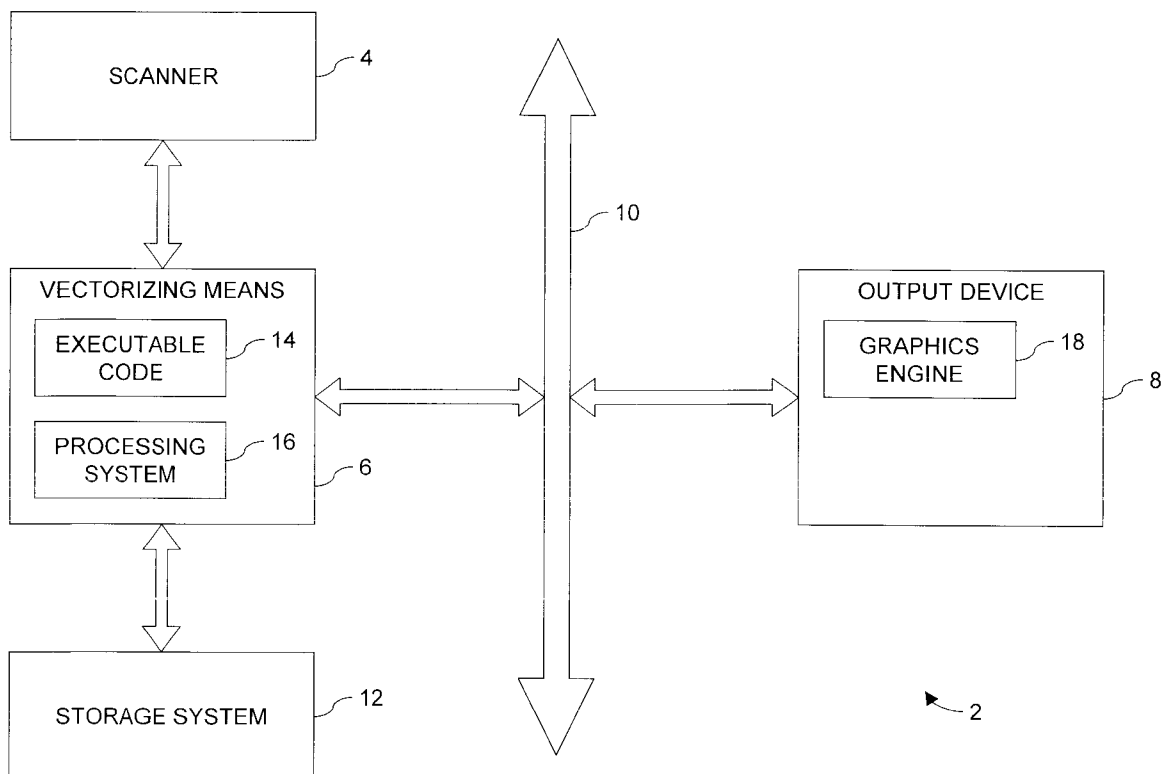 SCANNER
4
10
VECTORIZING MEANS
EXECUTABLE
CODE
14
PROCESSING
SYSTEM
16
6
OUTPUT DEVICE
GRAPHICS
ENGINE
18
8
STORAGE SYSTEM
12
2